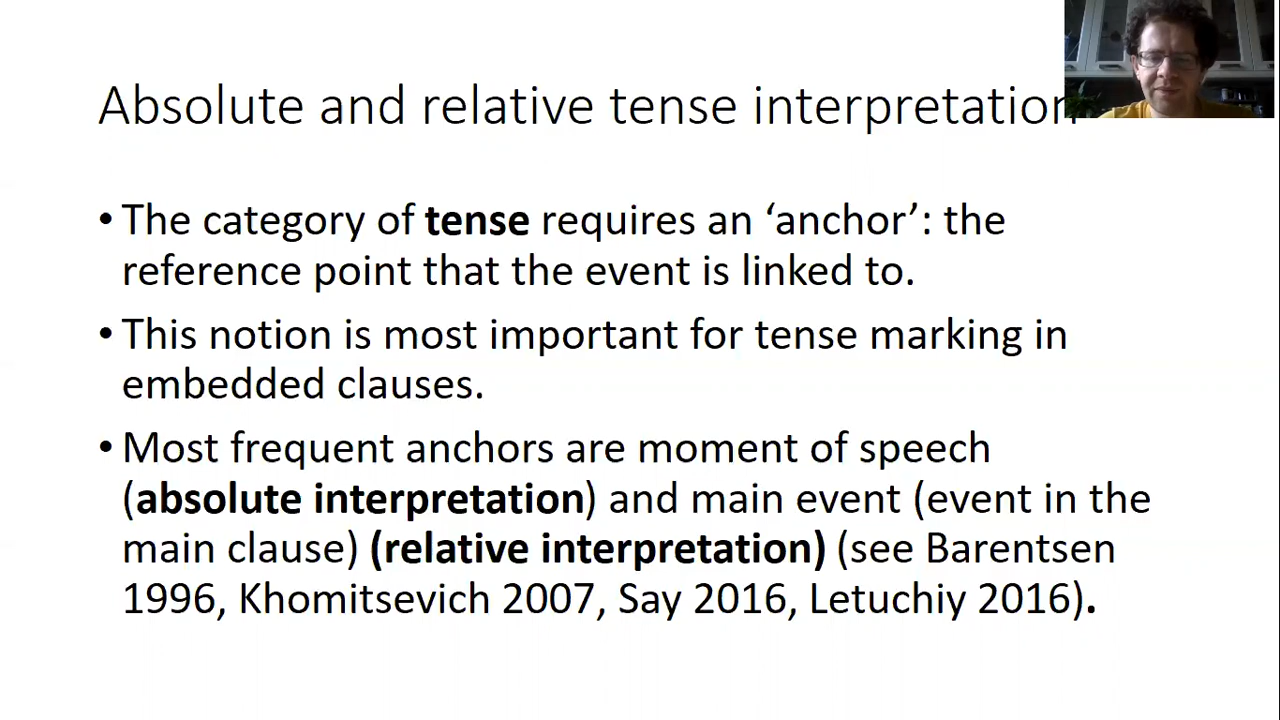 Absolute and relative tense interpretation
• The category of tense requires an ‘anchor’: the
reference point that the event is linked to.
• This notion is most important for tense marking in
embedded clauses.
• Most frequent anchors are moment of speech
(absolute interpretation) and main event (event in the
main clause) (relative interpretation) (see Barentsen
1996, Khomitsevich 2007, Say 2016, Letuchiy 2016).